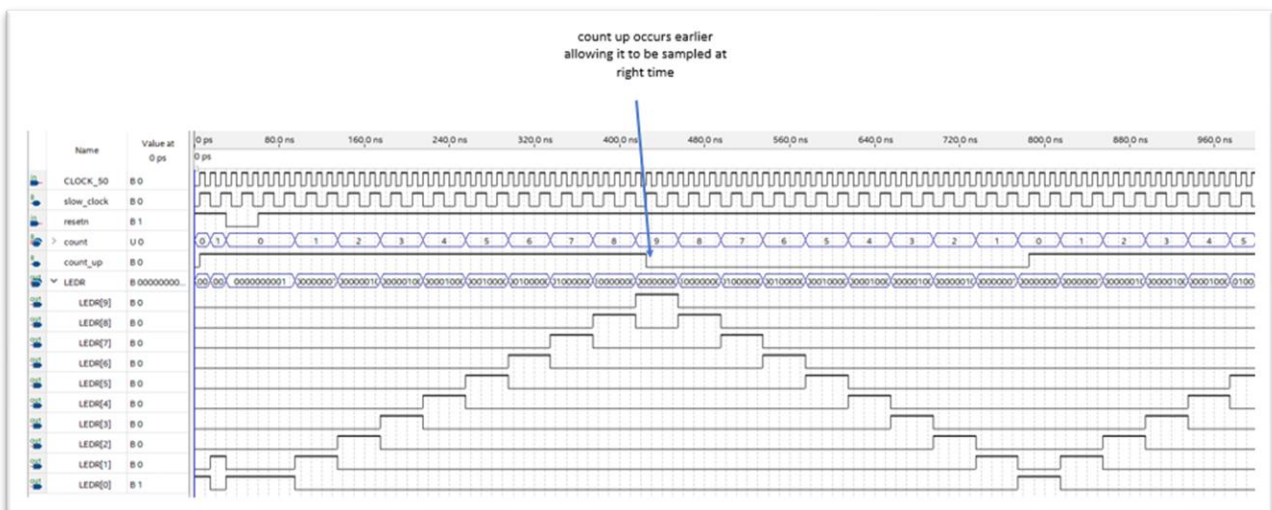 count up occurs earlier
allowing it to be sampled at
right time
Name
Value at
0 ps
0 ps 80.0 ns 160.0 ns 240.0 ns 320.0 ns 400.0 ns 480.0 ns 560.0 ns 640.0 ns 720.0 ns 800.0 ns 880.0 ns 960.0 ns
0 ps
CLOCK_50 B 0
slow_clock B 0
resetn B 1
count U 0 0 1 0 1 2 3 4 5 6 7 8 9 8 7 6 5 4 3 2 1 0 1 2 3 4 5
count_up B 0
LEDR B 00000000... 0000000001
LEDR[9] B 0
LEDR[8] B 0
LEDR[7] B 0
LEDR[6] B 0
LEDR[5] B 0
LEDR[4] B 0
LEDR[3] B 0
LEDR[2] B 0
LEDR[1] B 0
LEDR[0] B 1